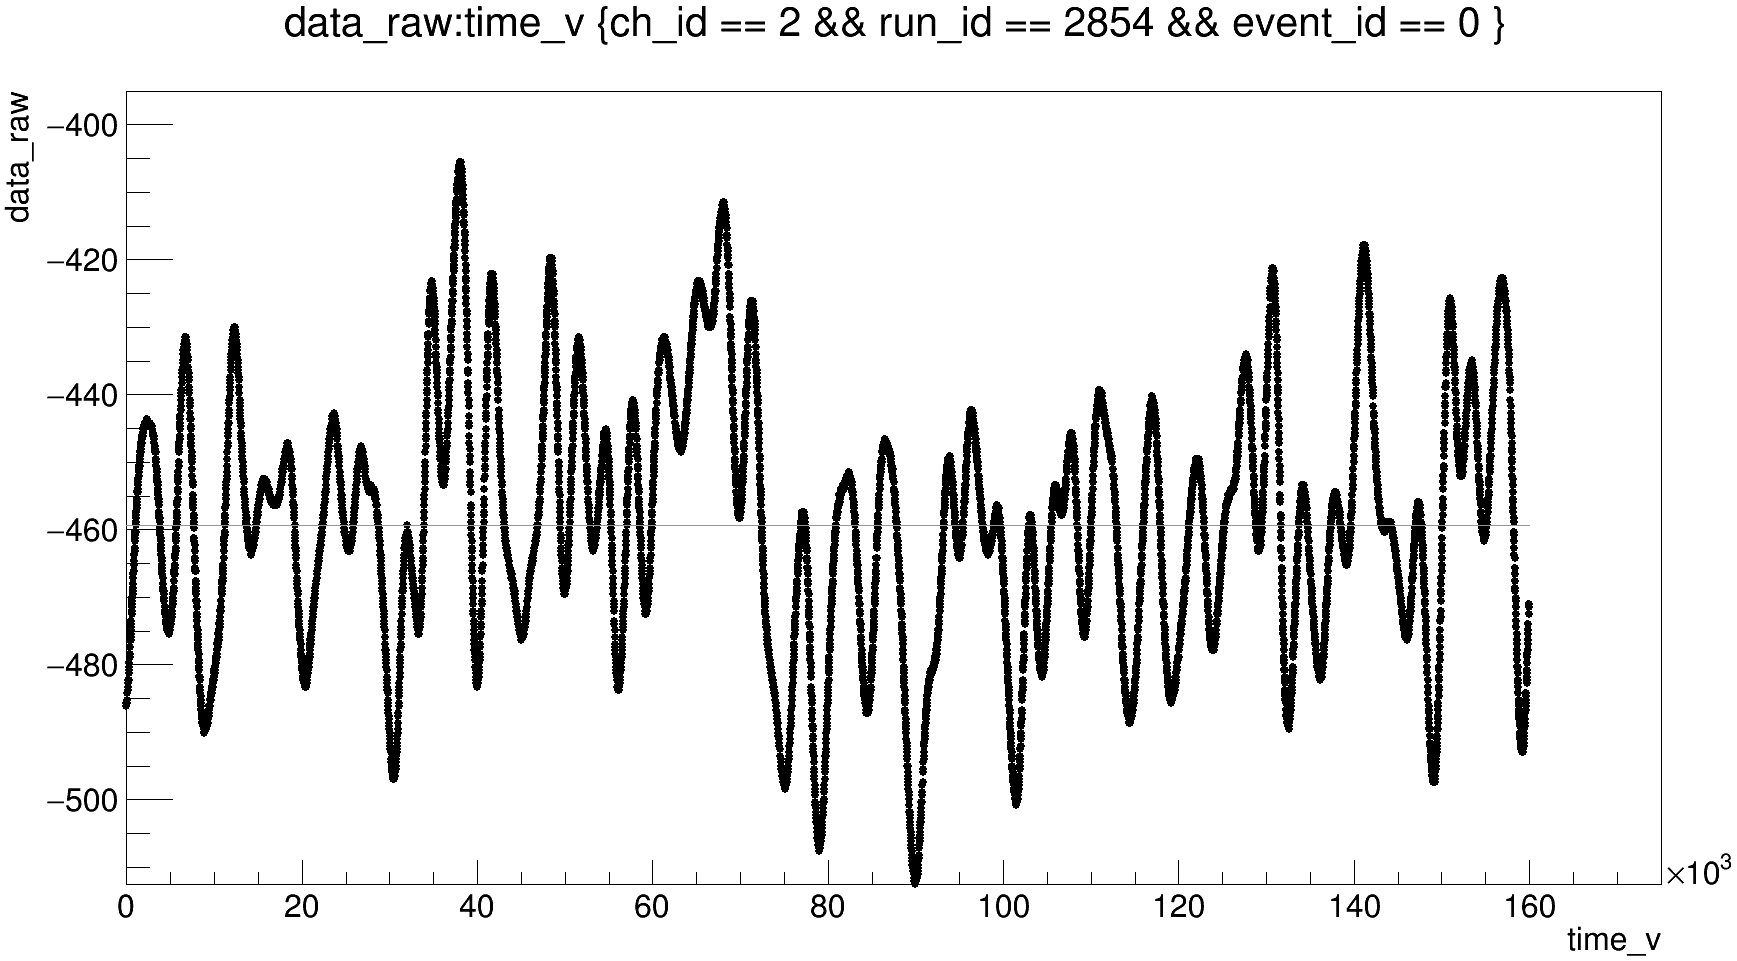 data_raw:time_v {ch_id == 2 && run_id == 2854 && event_id == 0 }
data_raw
−400
−420
−440
−460
−480
−500
0 20 40 60 80 100 120 140 160
×10³
time_v